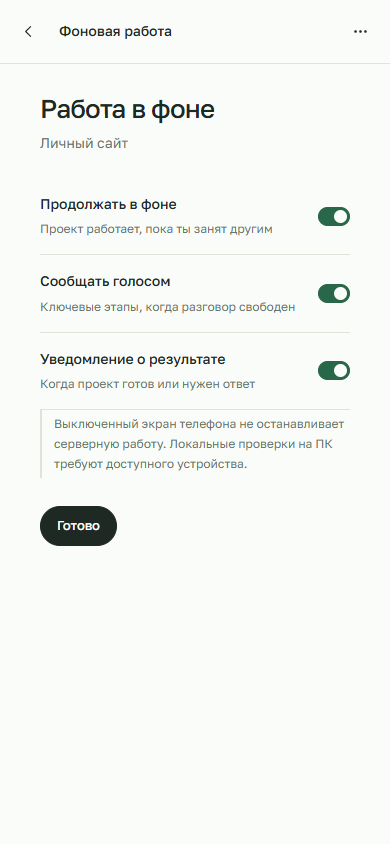 Фоновая работа
Работа в фоне
Личный сайт
Продолжать в фоне
Проект работает, пока ты занят другим
Сообщать голосом
Ключевые этапы, когда разговор свободен
Уведомление о результате
Когда проект готов или нужен ответ
Выключенный экран телефона не останавливает
серверную работу. Локальные проверки на ПК
требуют доступного устройства.
Готово